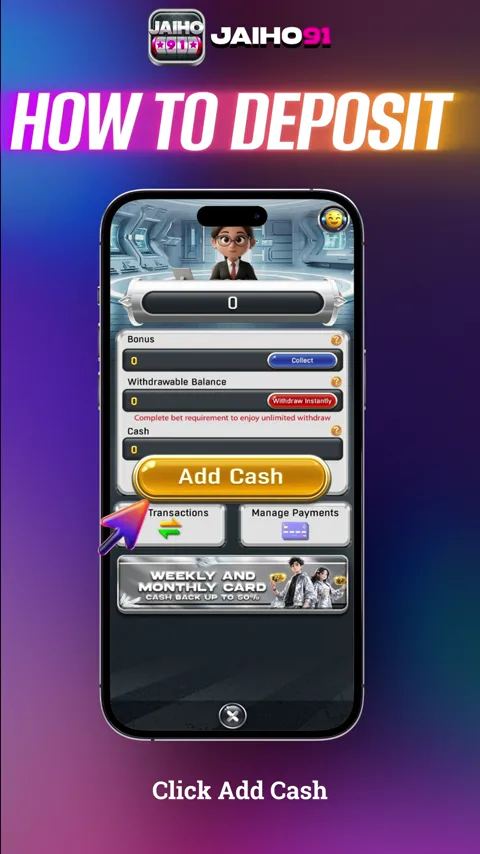 JAIHO
91
JAIHO91
HOW TO DEPOSIT
0
Bonus
?
0
Collect
Withdrawable Balance
?
0
Withdraw Instantly
Complete bet requirement to enjoy unlimited withdraw
Cash
?
0
Add Cash
Transactions
Manage Payments
WEEKLY AND
MONTHLY CARD
CASH BACK UP TO 50%
Click Add Cash